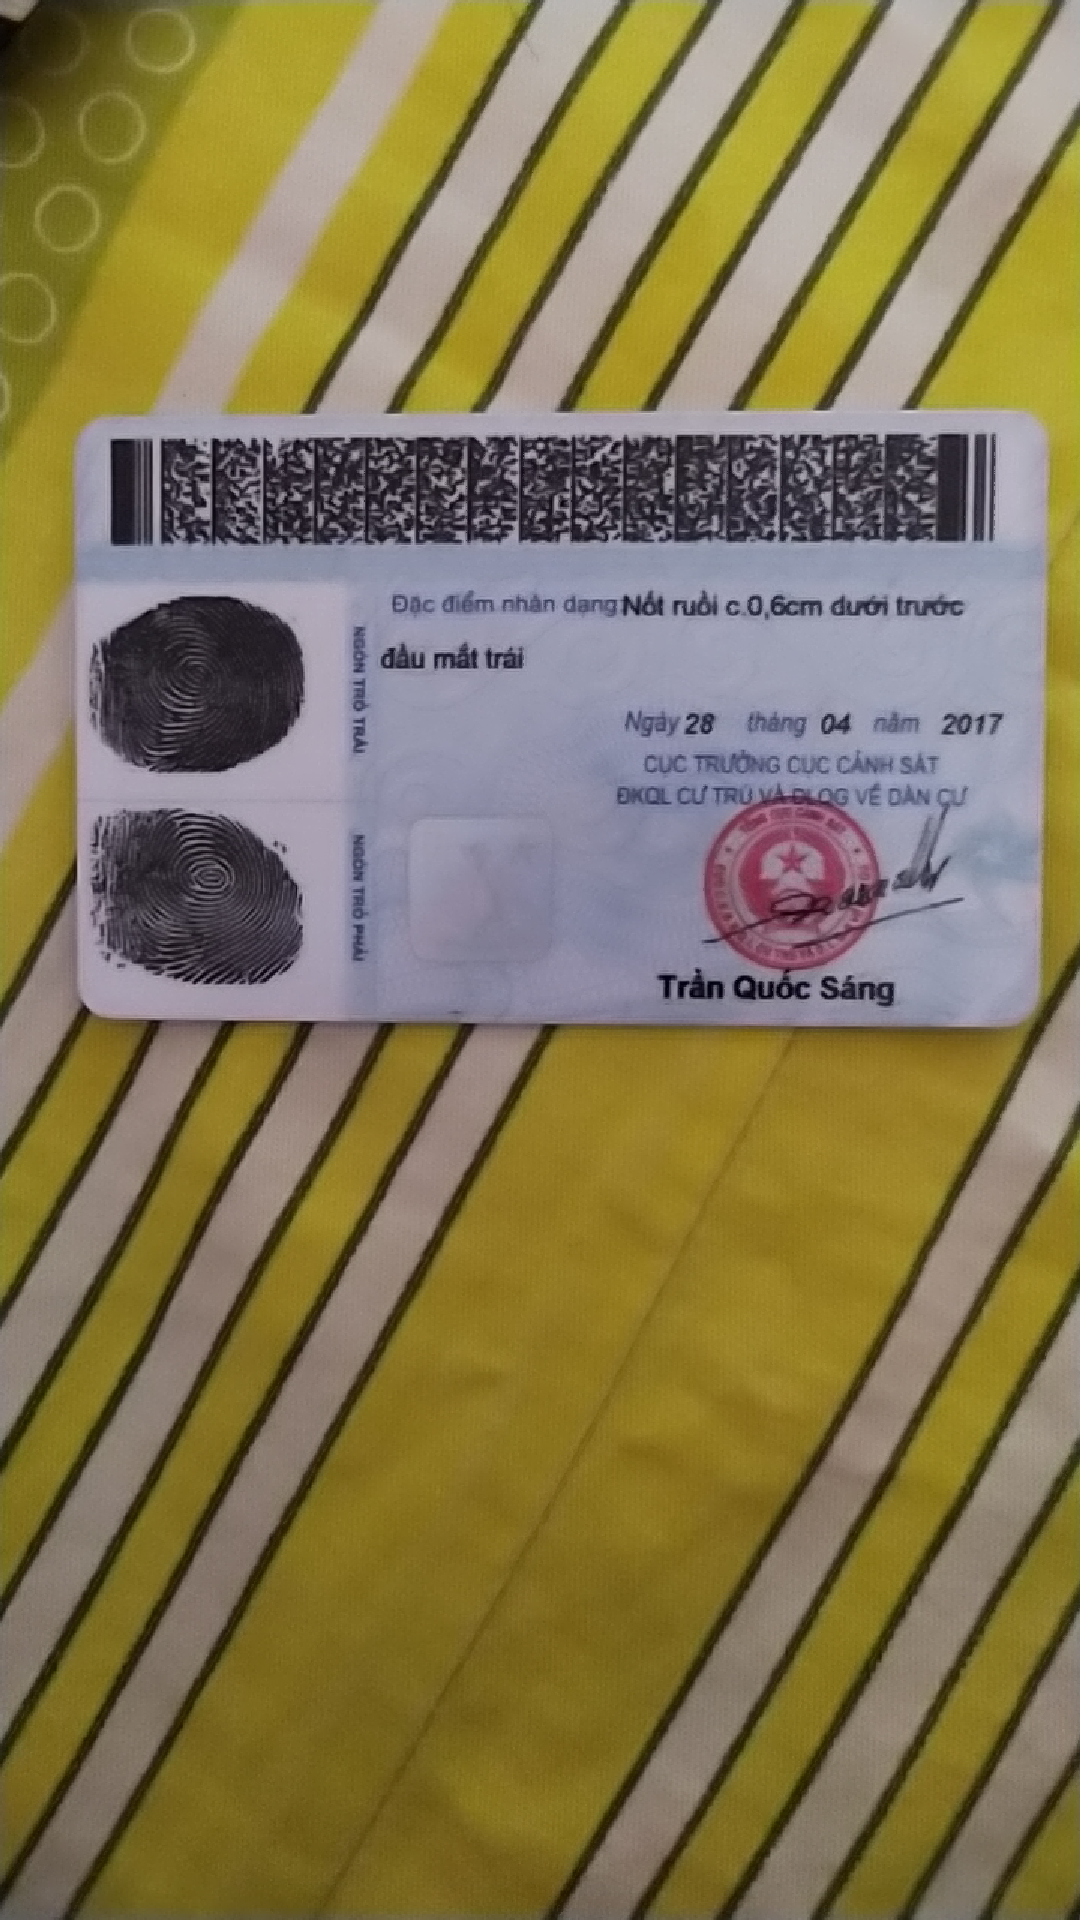 Đặc điểm nhân dạng Nốt ruồi c.0,6cm dưới trước
đầu mắt trái
Ngày 28 tháng 04 năm 2017
CỤC TRƯỞNG CỤC CẢNH SÁT
ĐKQL CƯ TRÚ VÀ DLQG VỀ DÂN CƯ
NGÓN TRỎ TRÁI
NGÓN TRỎ PHẢI
Trần Quốc Sáng